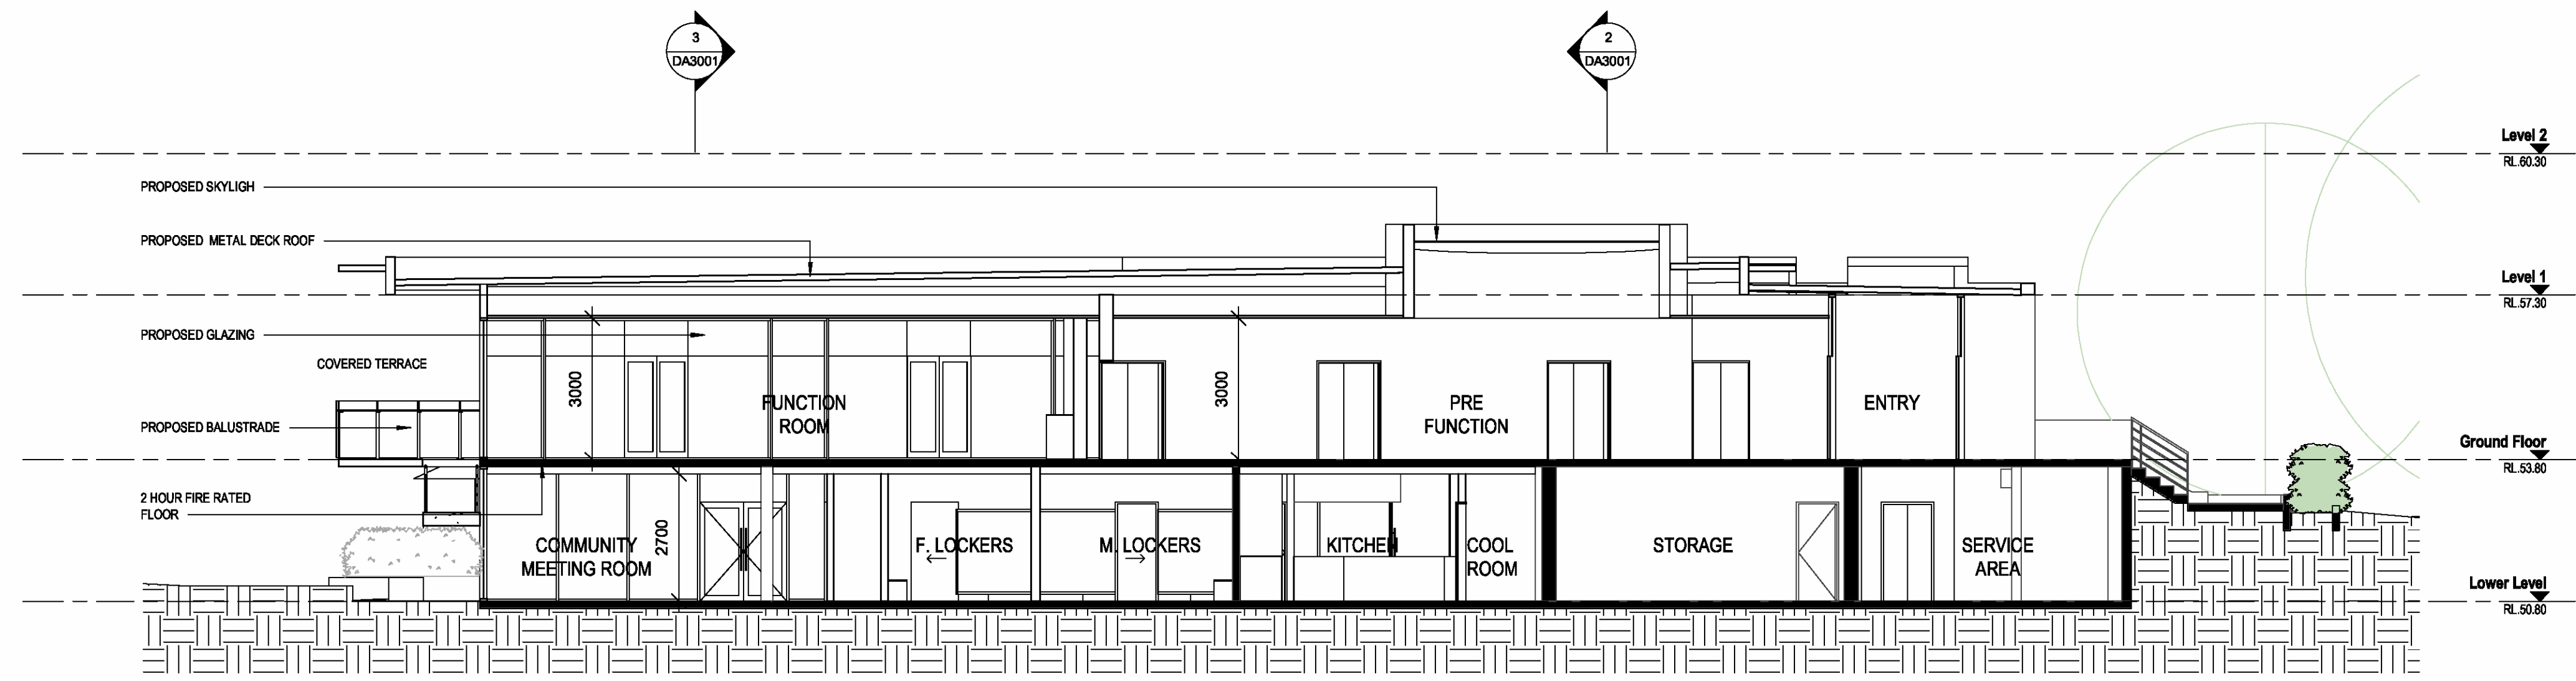 3
DA3001
2
DA3001
Level 2
RL.60.30
PROPOSED SKYLIGH
PROPOSED METAL DECK ROOF
Level 1
RL.57.30
PROPOSED GLAZING
COVERED TERRACE
3000
3000
FUNCTION
ROOM
PRE
FUNCTION
ENTRY
PROPOSED BALUSTRADE
Ground Floor
RL.53.80
2 HOUR FIRE RATED
FLOOR
COMMUNITY
MEETING ROOM
2700
F. LOCKERS
M. LOCKERS
KITCHEN
COOL
ROOM
STORAGE
SERVICE
AREA
Lower Level
RL.50.80